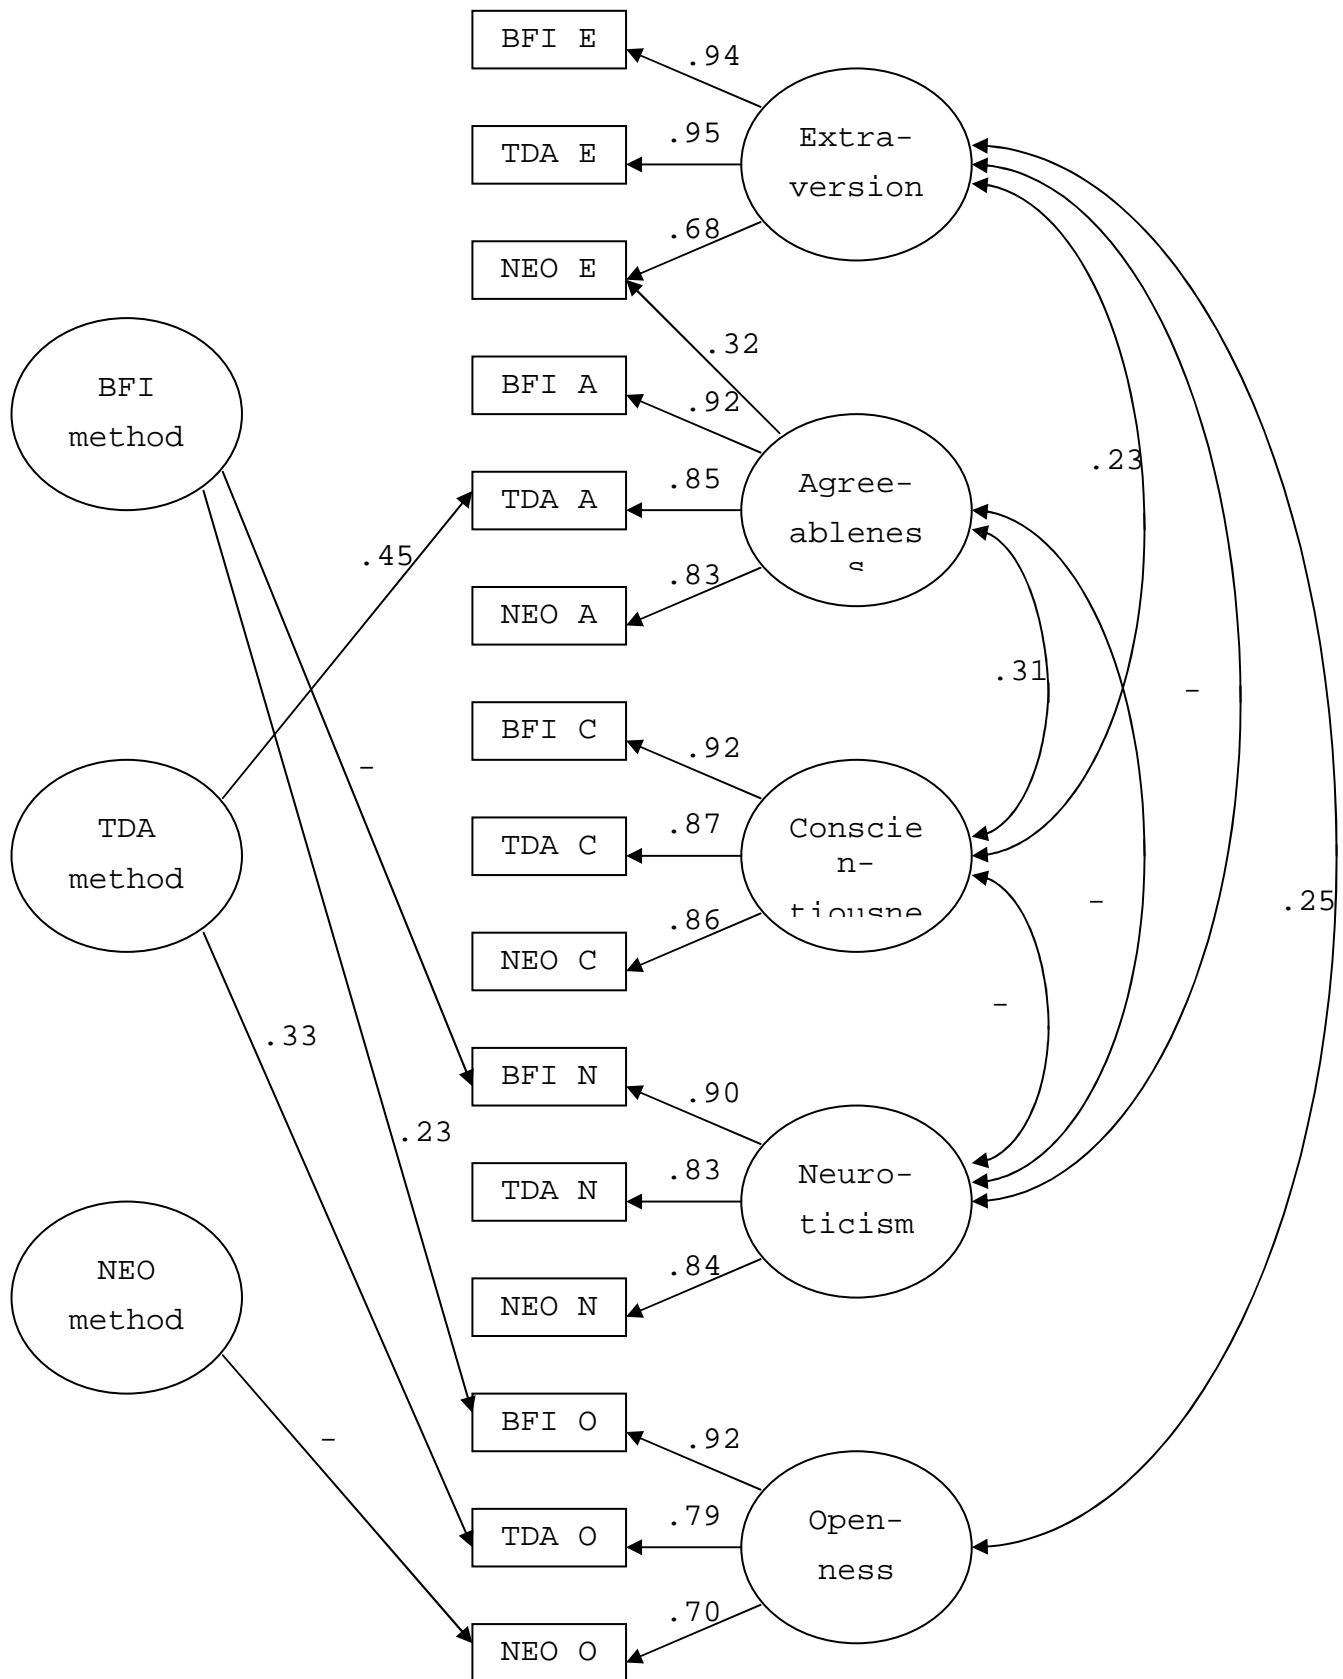 BFI E
.94
Extra-
version
TDA E
.95
NEO E
.68
.32
BFI
method
BFI A
.92
Agree-
ablenes
s
TDA A
.85
.45
.23
NEO A
.83
.31
-
BFI C
.92
-
Conscie
n-
tiousne
TDA
method
TDA C
.87
NEO C
.86
-
.25
-
.33
BFI N
.90
.23
Neuro-
ticism
TDA N
.83
NEO
method
NEO N
.84
-
BFI O
.92
Open-
ness
TDA O
.79
NEO O
.70